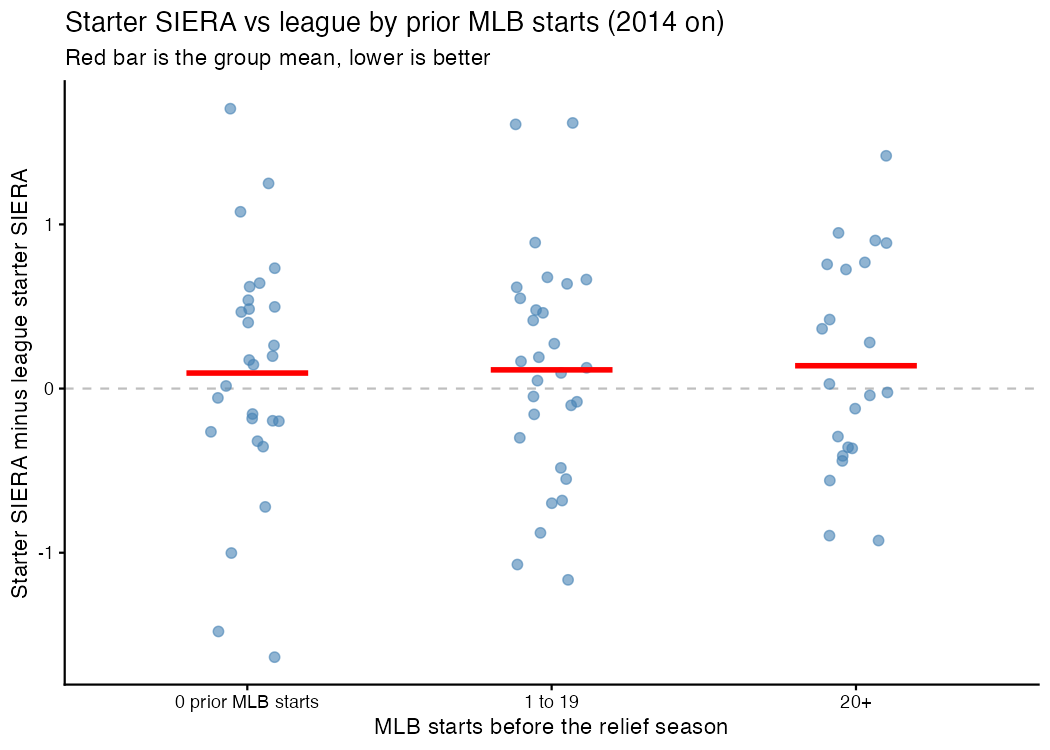 Starter SIERA vs league by prior MLB starts (2014 on)
Red bar is the group mean, lower is better
Starter SIERA minus league starter SIERA
1
0
-1
0 prior MLB starts
1 to 19
20+
MLB starts before the relief season